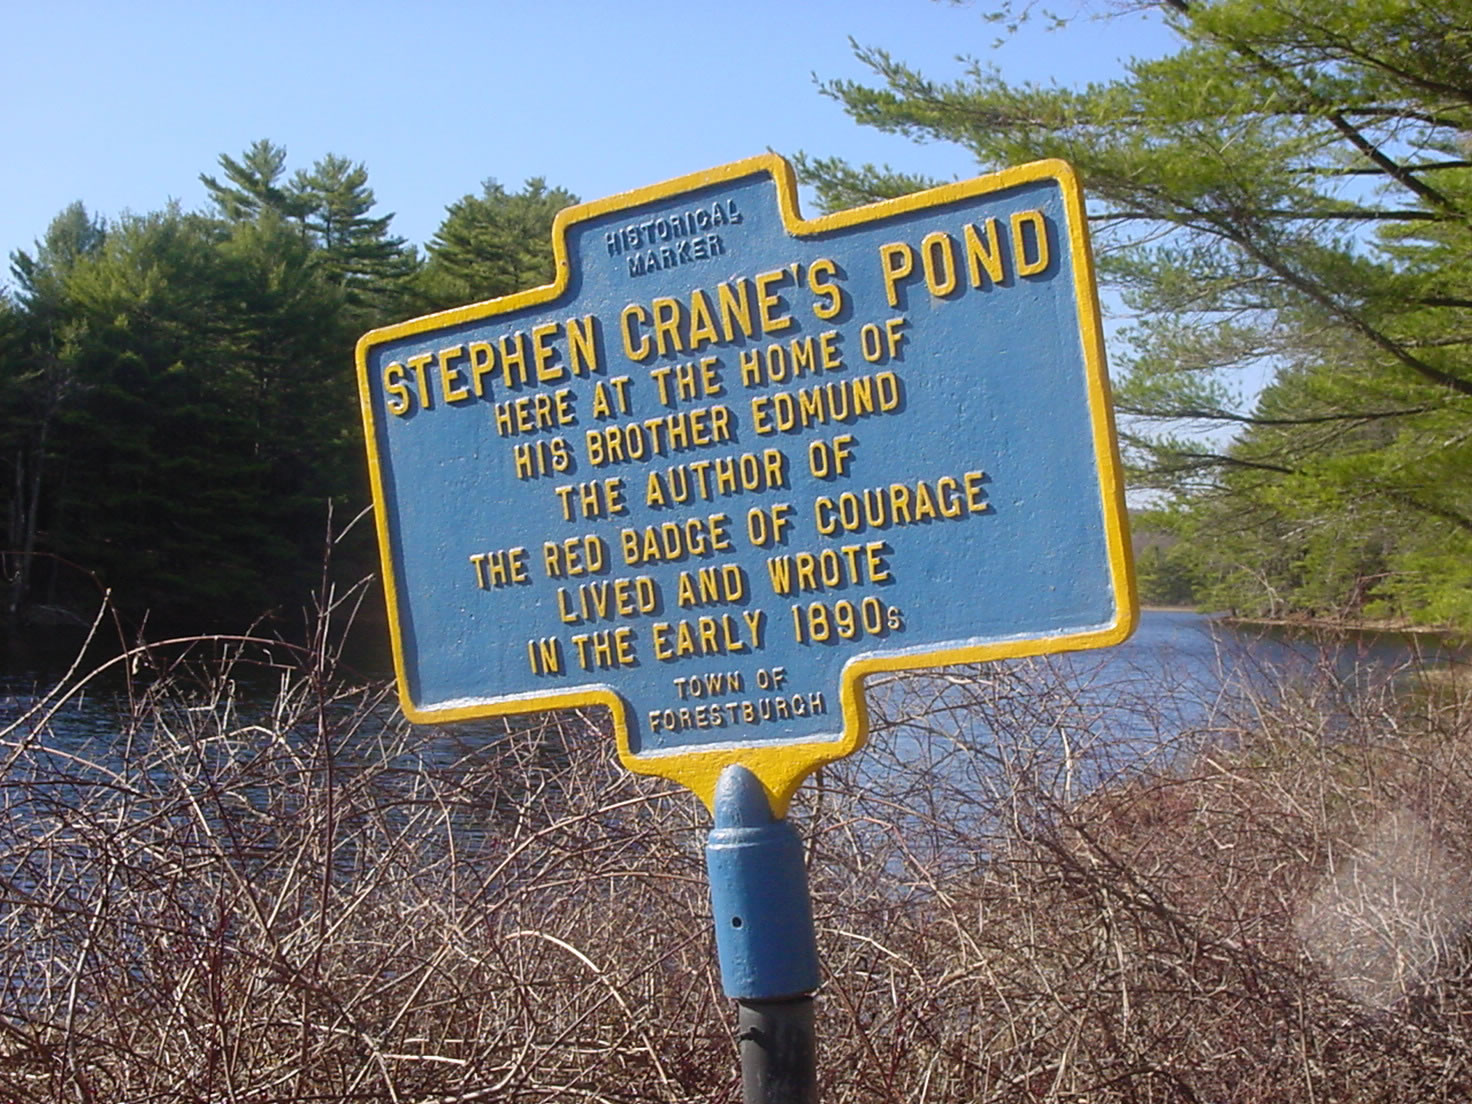 HISTORICAL
MARKER
STEPHEN CRANE'S POND
HERE AT THE HOME OF
HIS BROTHER EDMUND
THE AUTHOR OF
THE RED BADGE OF COURAGE
LIVED AND WROTE
IN THE EARLY 1890s
TOWN OF
FORESTBURGH